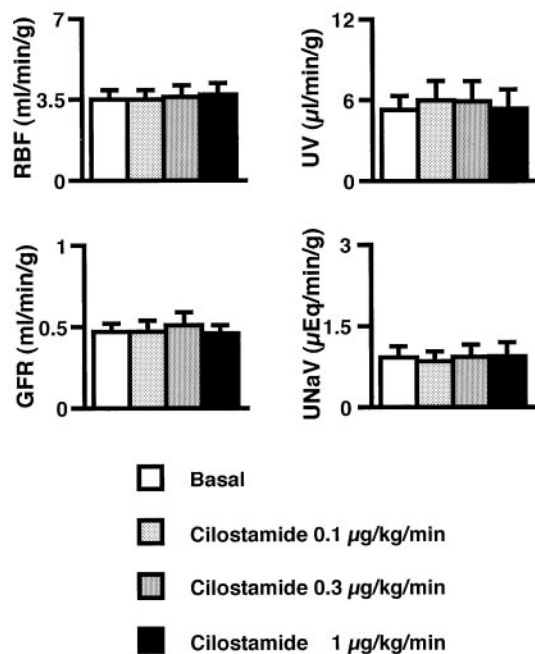 RBF (ml/min/g)
7
3.5
0
UV (µl/min/g)
12
6
0
GFR (ml/min/g)
1
0.5
0
UNaV (µEq/min/g)
3
1.5
0
Basal
Cilostamide 0.1 µg/kg/min
Cilostamide 0.3 µg/kg/min
Cilostamide 1 µg/kg/min